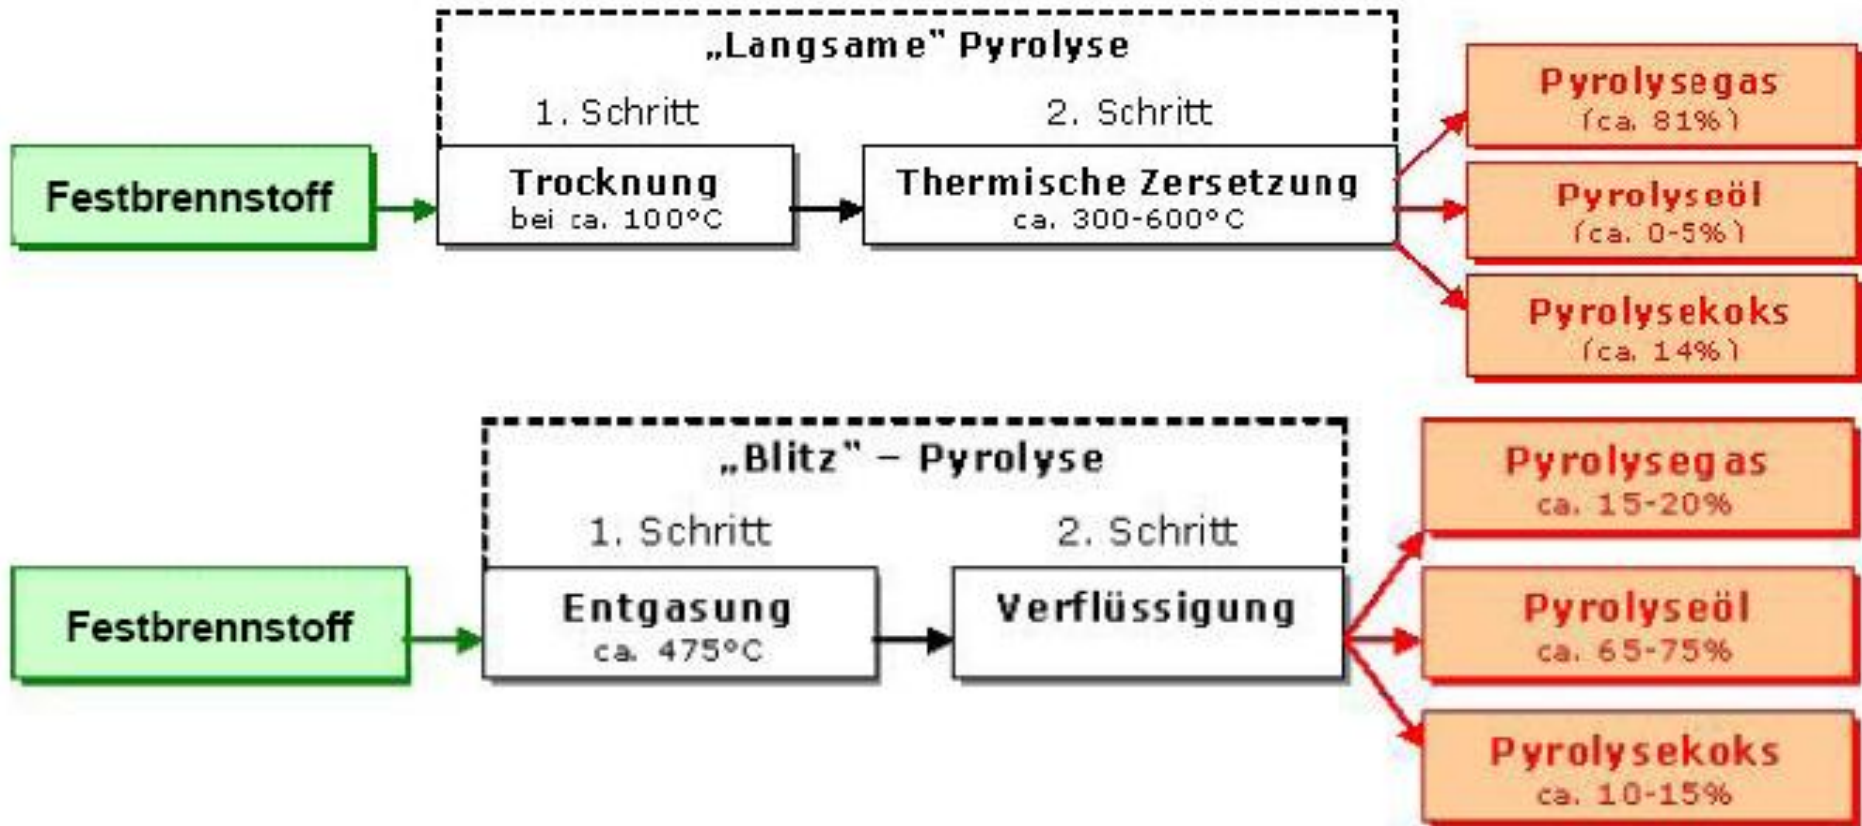 „Langsame" Pyrolyse
1. Schritt
2. Schritt
Festbrennstoff
Trocknung
bei ca. 100°C
Thermische Zersetzung
ca. 300-600°C
Pyrolysegas
(ca. 81%)
Pyrolyseöl
(ca. 0-5%)
Pyrolysekoks
(ca. 14%)
„Blitz" – Pyrolyse
1. Schritt
2. Schritt
Festbrennstoff
Entgasung
ca. 475°C
Verflüssigung
Pyrolysegas
ca. 15-20%
Pyrolyseöl
ca. 65-75%
Pyrolysekoks
ca. 10-15%